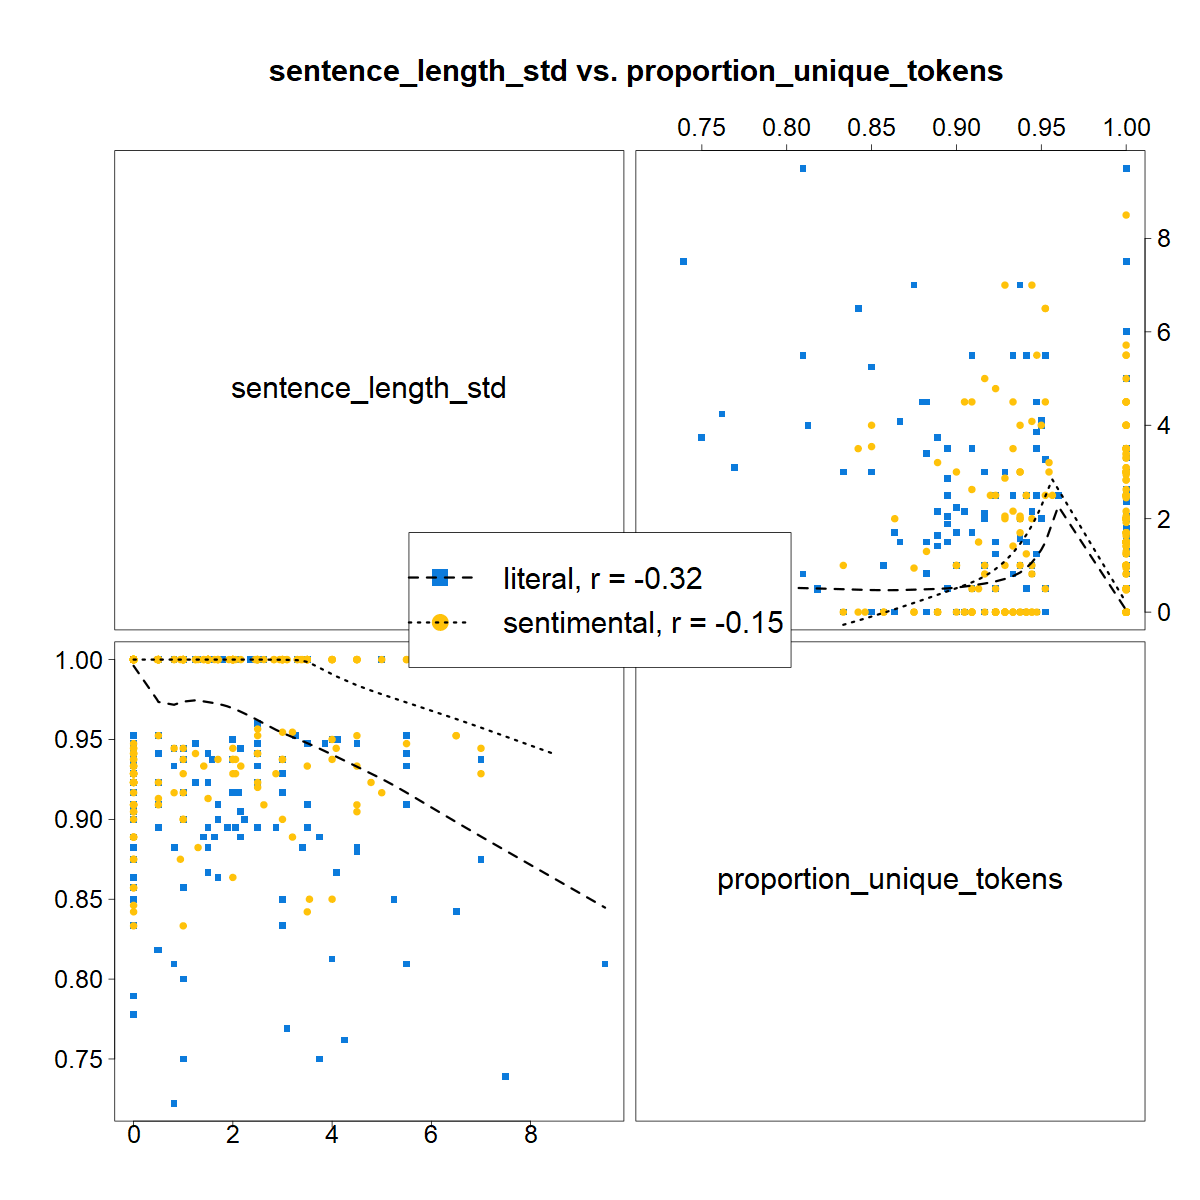 sentence_length_std vs. proportion_unique_tokens
0.75 0.80 0.85 0.90 0.95 1.00
sentence_length_std
8
6
4
2
0
literal, r = -0.32
sentimental, r = -0.15
1.00
0.95
0.90
0.85
0.80
0.75
proportion_unique_tokens
0 2 4 6 8